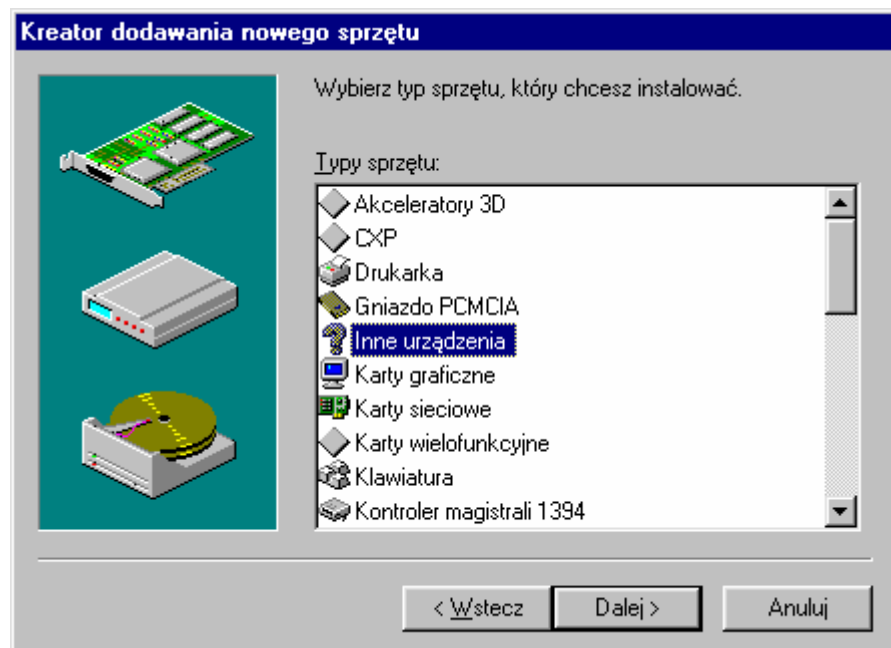 Kreator dodawania nowego sprzętu
Wybierz typ sprzętu, który chcesz instalować.
Typy sprzętu:
Akceleratory 3D
CXP
Drukarka
Gniazdo PCMCIA
Inne urządzenia
Karty graficzne
Karty sieciowe
Karty wielofunkcyjne
Klawiatura
Kontroler magistrali 1394
< Wstecz
Dalej >
Anuluj